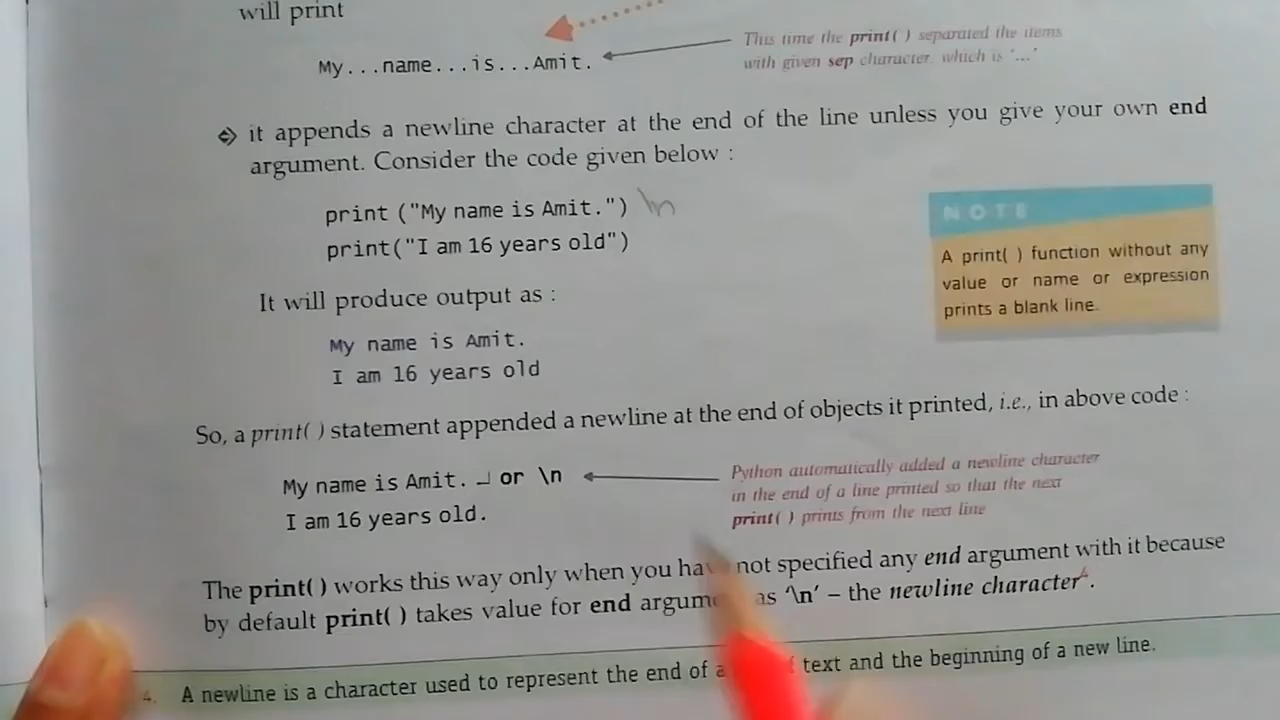 will print
My...name...is...Amit.
This time the print( ) separated the items
with given sep character, which is '...'
it appends a newline character at the end of the line unless you give your own end
argument. Consider the code given below :
print ("My name is Amit.") \n
print("I am 16 years old")
NOTE
A print( ) function without any
value or name or expression
prints a blank line.
It will produce output as :
My name is Amit.
I am 16 years old
So, a print( ) statement appended a newline at the end of objects it printed, i.e., in above code :
My name is Amit. ↵ or \n
I am 16 years old.
Python automatically added a newline character
in the end of a line printed so that the next
print( ) prints from the next line
The print( ) works this way only when you have not specified any end argument with it because
by default print( ) takes value for end argument as '\n' – the newline character4.
4. A newline is a character used to represent the end of a text and the beginning of a new line.